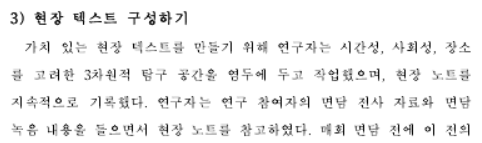 3) 현장 텍스트 구성하기
가치 있는 현장 텍스트를 만들기 위해 연구자는 시간성, 사회성, 장소
를 고려한 3차원적 탐구 공간을 염두에 두고 작업했으며, 현장 노트를
지속적으로 기록했다. 연구자는 연구 참여자의 면담 전사 자료와 면담
녹음 내용을 들으면서 현장 노트를 참고하였다. 매회 면담 전에 이 전의